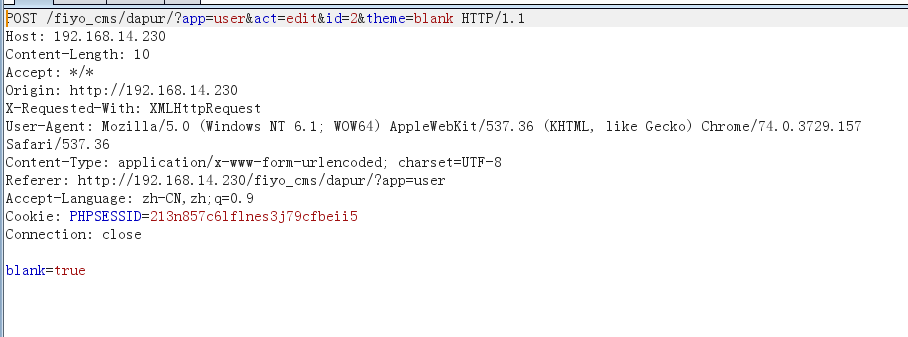 POST /fiyo_cms/dapur/?app=user&act=edit&id=2&theme=blank HTTP/1.1
Host: 192.168.14.230
Content-Length: 10
Accept: */*
Origin: http://192.168.14.230
X-Requested-With: XMLHttpRequest
User-Agent: Mozilla/5.0 (Windows NT 6.1; WOW64) AppleWebKit/537.36 (KHTML, like Gecko) Chrome/74.0.3729.157
Safari/537.36
Content-Type: application/x-www-form-urlencoded; charset=UTF-8
Referer: http://192.168.14.230/fiyo_cms/dapur/?app=user
Accept-Language: zh-CN,zh;q=0.9
Cookie: PHPSESSID=213n857c6lflnes3j79cfbeii5
Connection: close
blank=true